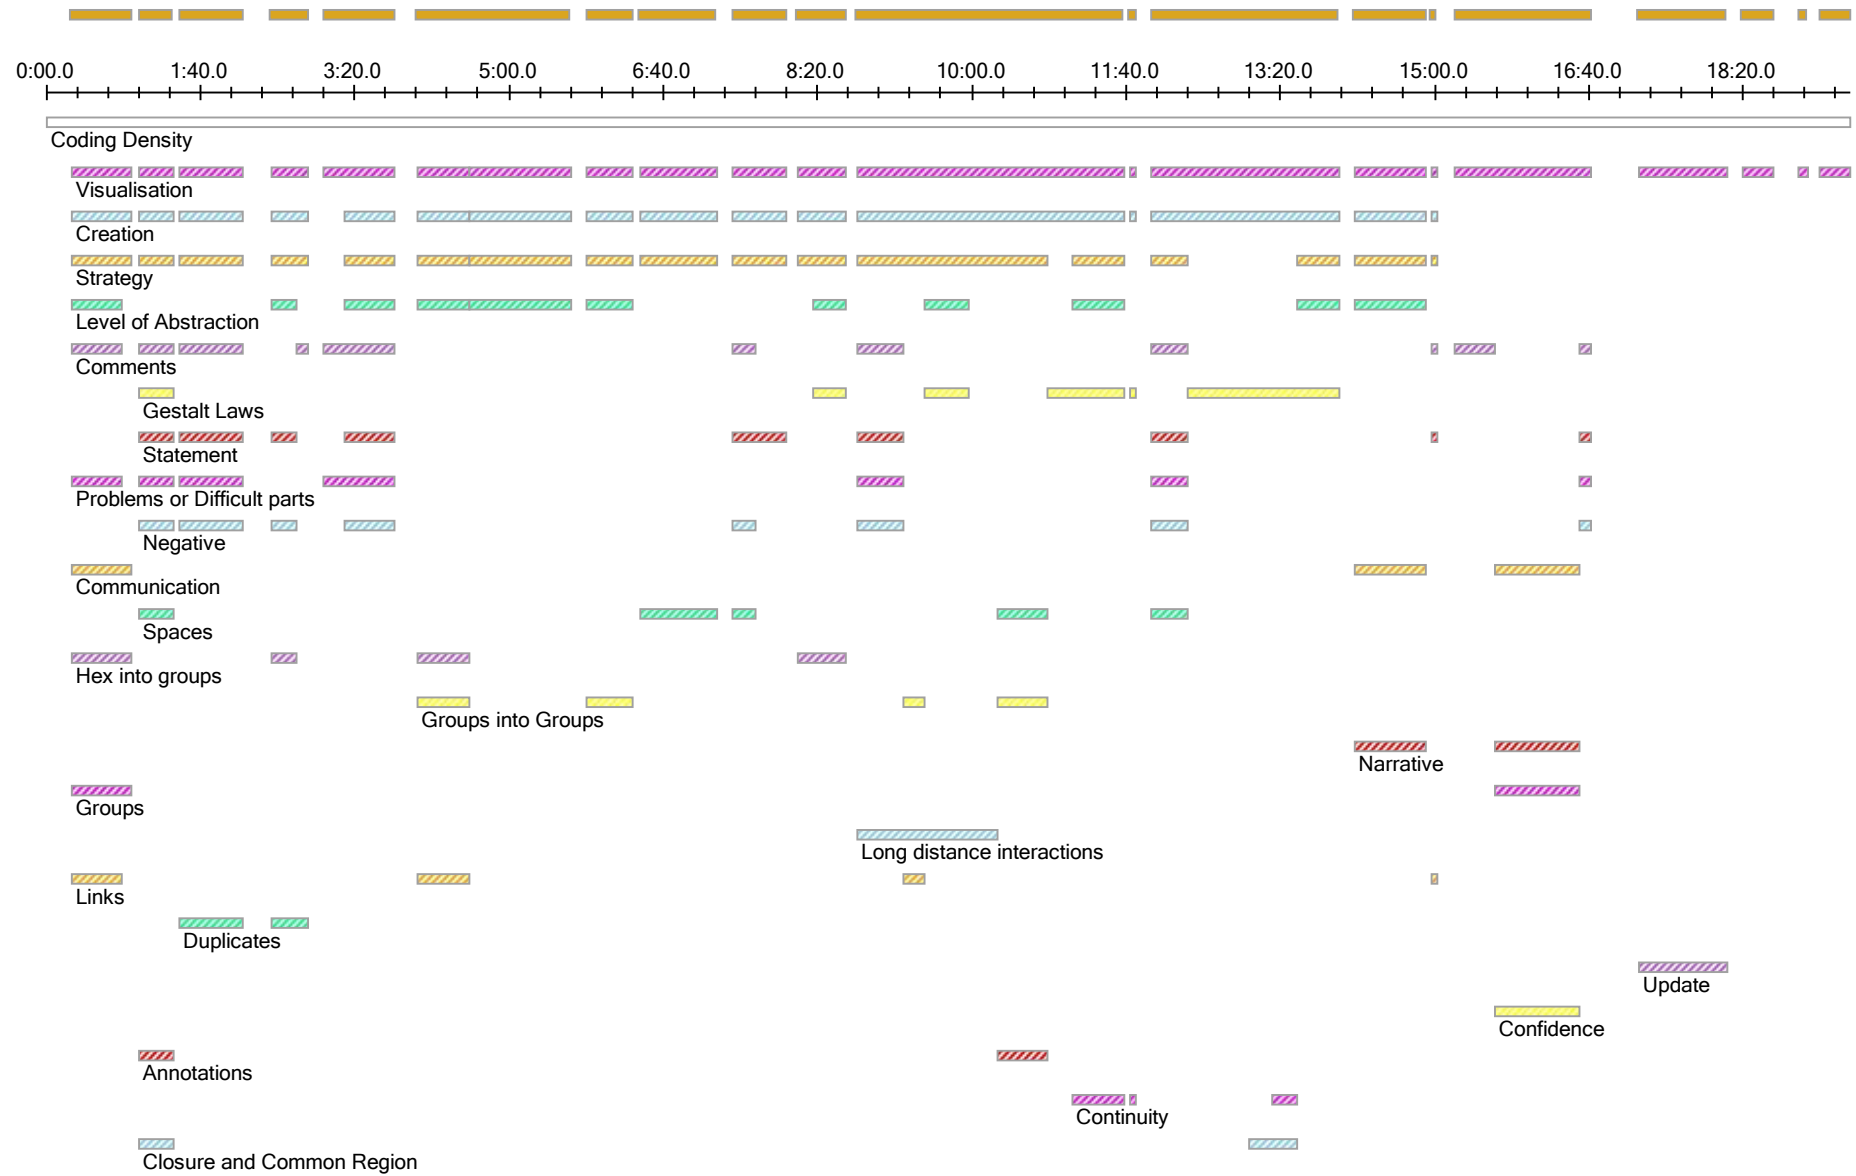 0:00.0 1:40.0 3:20.0 5:00.0 6:40.0 8:20.0 10:00.0 11:40.0 13:20.0 15:00.0 16:40.0 18:20.0
Coding Density
Visualisation
Creation
Strategy
Level of Abstraction
Comments
Gestalt Laws
Statement
Problems or Difficult parts
Negative
Communication
Spaces
Hex into groups
Groups into Groups
Narrative
Groups
Long distance interactions
Links
Duplicates
Update
Confidence
Annotations
Continuity
Closure and Common Region